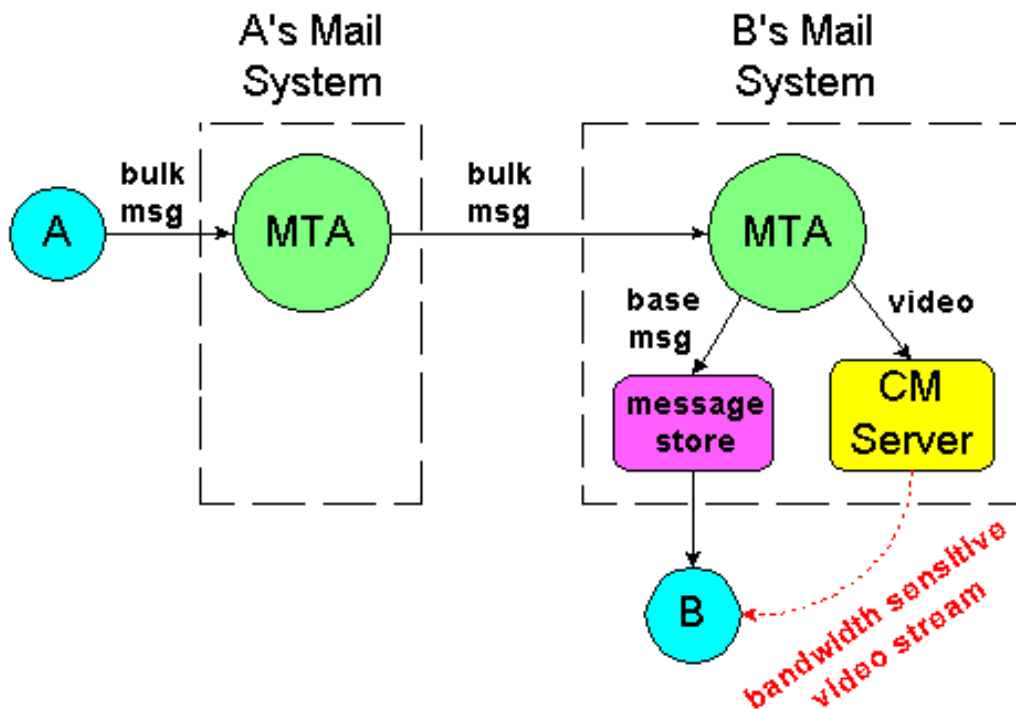 A's Mail
System
B's Mail
System
A
bulk
msg
MTA
bulk
msg
MTA
base
msg
video
message
store
CM
Server
B
bandwidth sensitive
video stream